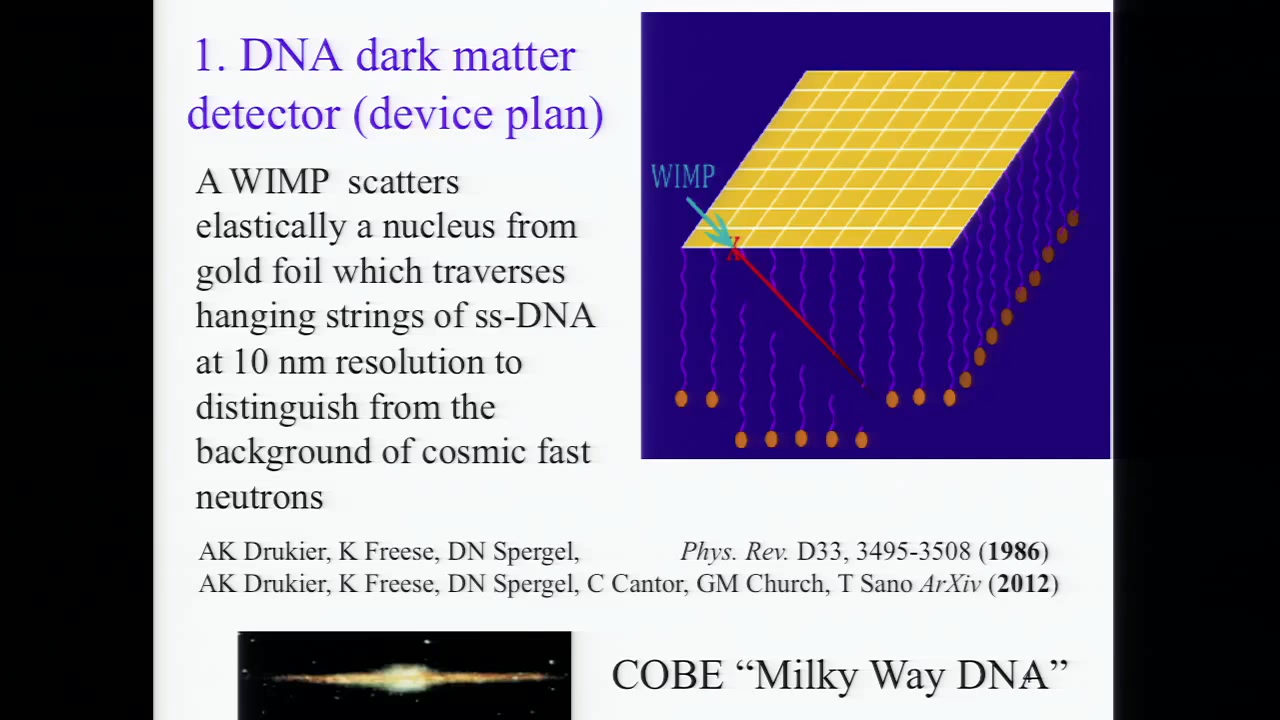 1. DNA dark matter
detector (device plan)
A WIMP scatters
elastically a nucleus from
gold foil which traverses
hanging strings of ss-DNA
at 10 nm resolution to
distinguish from the
background of cosmic fast
neutrons
WIMP
X
AK Drukier, K Freese, DN Spergel, Phys. Rev. D33, 3495-3508 (1986)
AK Drukier, K Freese, DN Spergel, C Cantor, GM Church, T Sano ArXiv (2012)
COBE “Milky Way DNA”